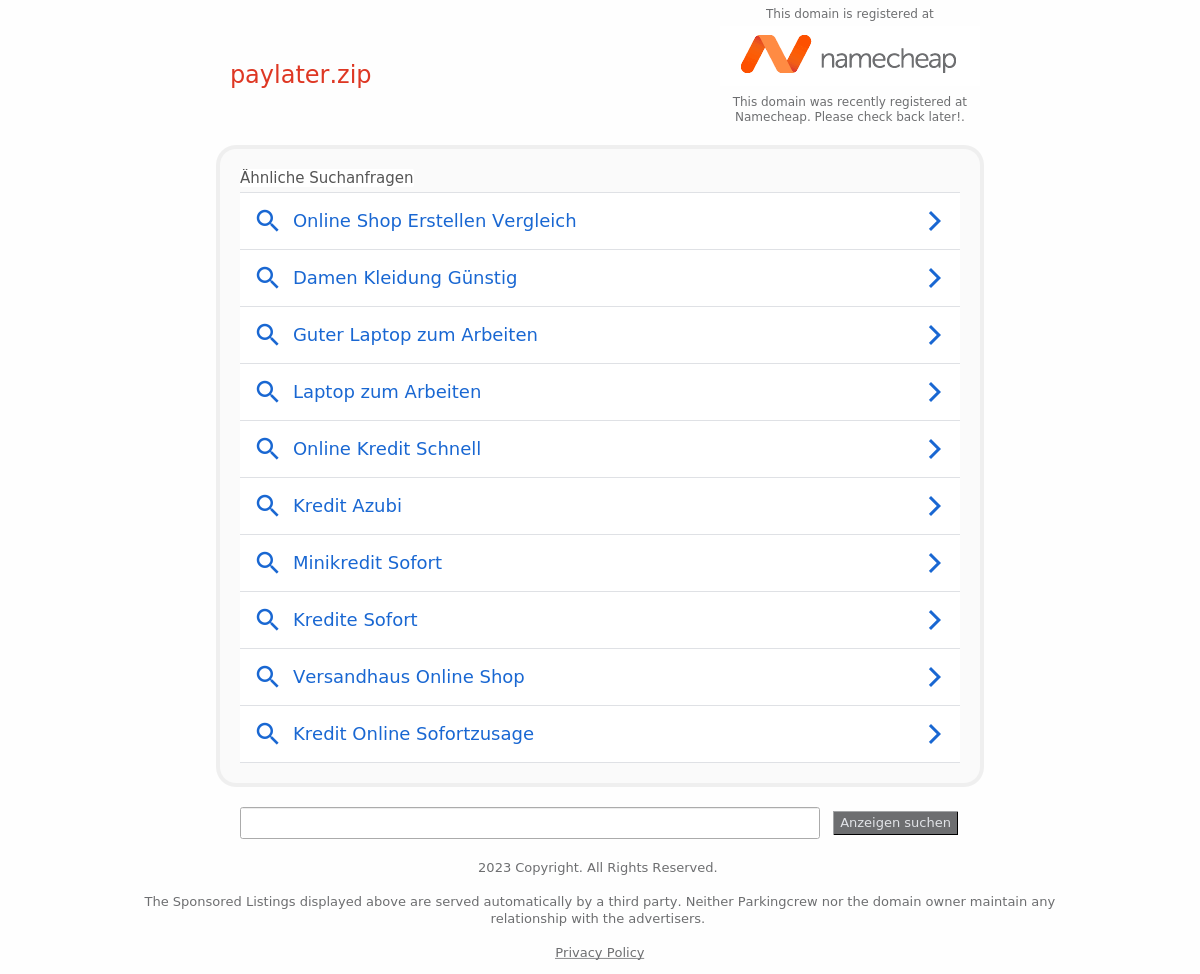 This domain is registered at
namecheap
paylater.zip
This domain was recently registered at
Namecheap. Please check back later!.
Ähnliche Suchanfragen
Online Shop Erstellen Vergleich
Damen Kleidung Günstig
Guter Laptop zum Arbeiten
Laptop zum Arbeiten
Online Kredit Schnell
Kredit Azubi
Minikredit Sofort
Kredite Sofort
Versandhaus Online Shop
Kredit Online Sofortzusage
Anzeigen suchen
2023 Copyright. All Rights Reserved.
The Sponsored Listings displayed above are served automatically by a third party. Neither Parkingcrew nor the domain owner maintain any
relationship with the advertisers.
Privacy Policy